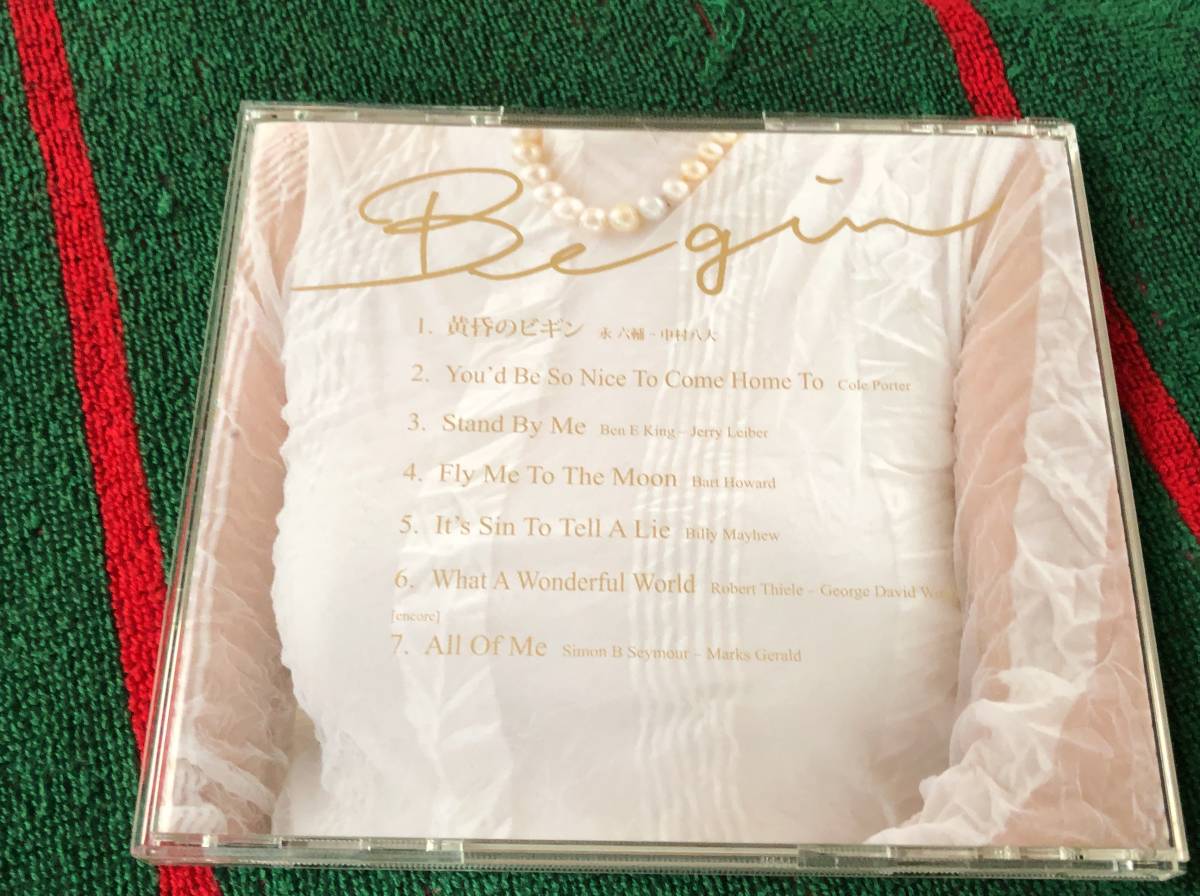 Begin
1. 黄昏のビギン 永 六輔 - 中村八大
2. You'd Be So Nice To Come Home To Cole Porter
3. Stand By Me Ben E King - Jerry Leiber
4. Fly Me To The Moon Bart Howard
5. It's Sin To Tell A Lie Billy Mayhew
6. What A Wonderful World Robert Thiele - George David
[encore]
7. All Of Me Simon B Seymour - Marks Gerald